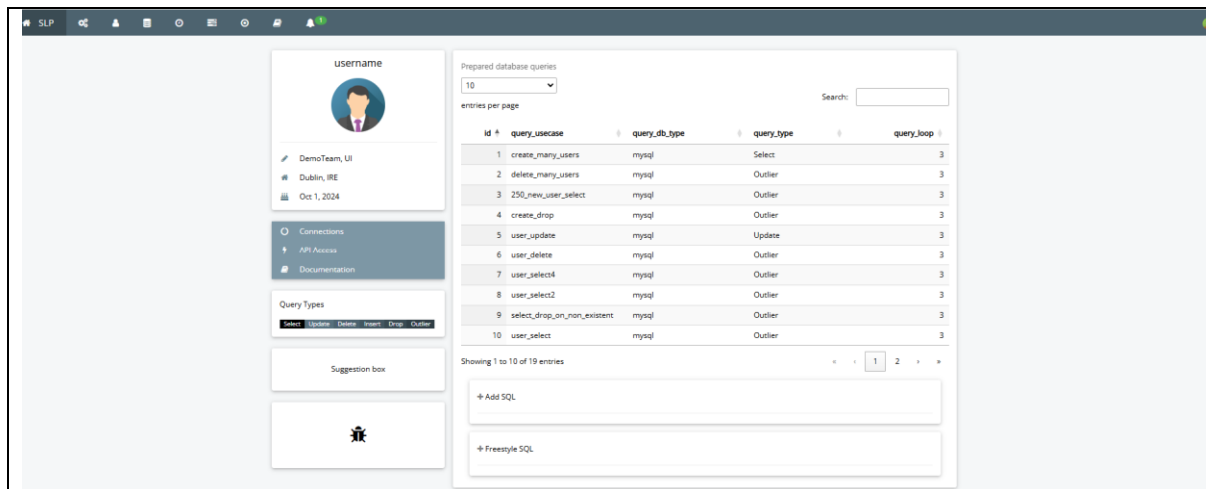 SLP
1
username
DemoTeam, UI
Dublin, IRE
Oct 1, 2024
Connections
API Access
Documentation
Query Types
Select Update Delete Insert Drop Outlier
Suggestion box
Prepared database queries
10
entries per page
Search:
id query_usecase query_db_type query_type query_loop
1 create_many_users mysql Select 3
2 delete_many_users mysql Outlier 3
3 250_new_user_select mysql Outlier 3
4 create_drop mysql Outlier 3
5 user_update mysql Update 3
6 user_delete mysql Outlier 3
7 user_select4 mysql Outlier 3
8 user_select2 mysql Outlier 3
9 select_drop_on_non_existent mysql Outlier 3
10 user_select mysql Outlier 3
Showing 1 to 10 of 19 entries
« ‹ 1 2 › »
+ Add SQL
+ Freestyle SQL